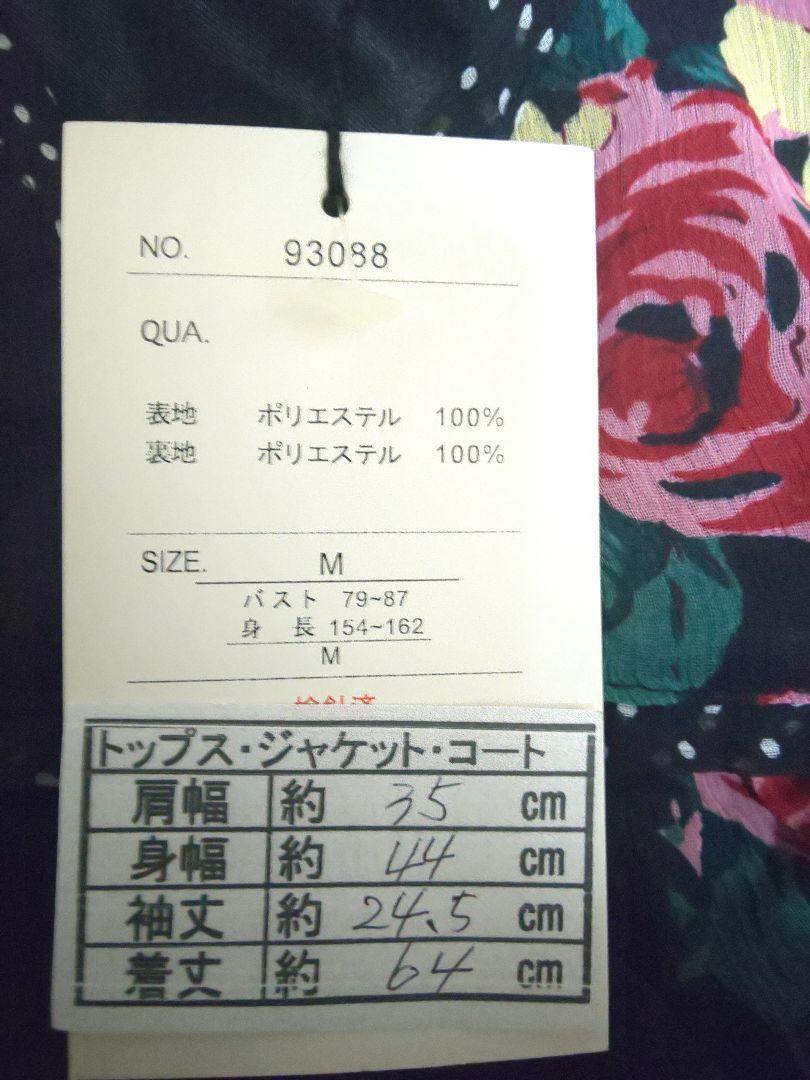 NO. 93088
QUA.
表地 ポリエステル 100%
裏地 ポリエステル 100%
SIZE. M
バスト 79~87
身 長 154~162
M
検針済
トップス・ジャケット・コート
肩幅 約 35 cm
身幅 約 44 cm
袖丈 約 24.5 cm
着丈 約 64 cm